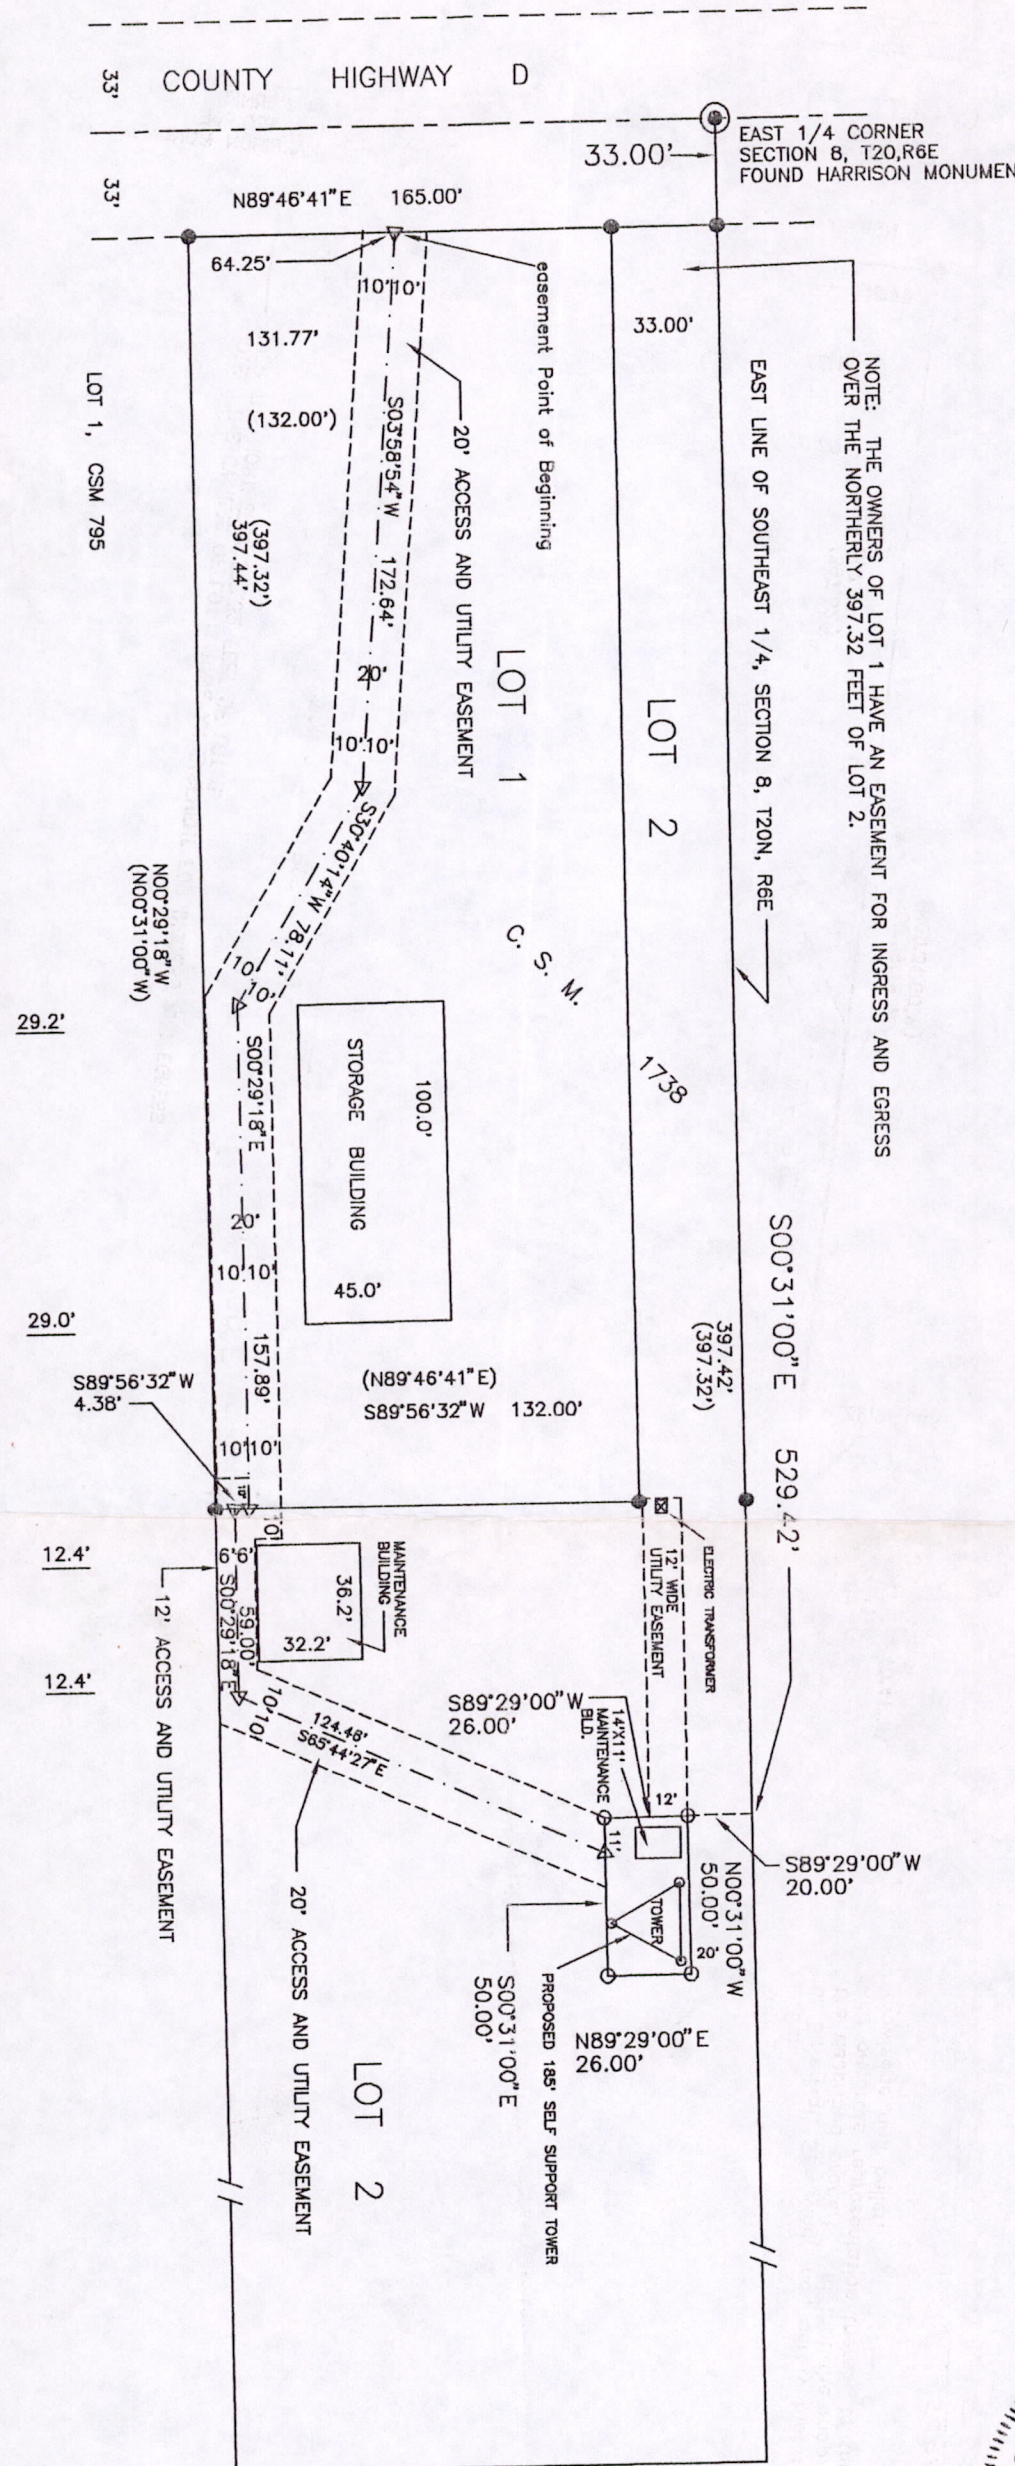 33' COUNTY HIGHWAY D
EAST 1/4 CORNER
SECTION 8, T20,R6E
FOUND HARRISON MONUMEN
33.00'
33'
N89°46'41"E 165.00'
64.25'
10' 10'
easement Point of Beginning
33.00'
131.77'
(132.00')
NOTE: THE OWNERS OF LOT 1 HAVE AN EASEMENT FOR INGRESS AND EGRESS
OVER THE NORTHERLY 397.32 FEET OF LOT 2.
EAST LINE OF SOUTHEAST 1/4, SECTION 8, T20N, R6E
LOT 1, CSM 795
S03°58'54"W 172.64'
20' ACCESS AND UTILITY EASEMENT
(397.32')
397.44'
LOT 1
LOT 2
20'
10' 10'
S30°40'14"W 78.11'
N00°29'18"W
(N00°31'00"W)
C. S. M. 1738
10'
10'
29.2'
S00°29'18"E
STORAGE BUILDING
100.0'
45.0'
20'
10' 10'
S00°31'00"E 529.42'
29.0'
157.89'
397.42'
(397.32')
(N89°46'41"E)
S89°56'32"W 132.00'
S89°56'32"W
4.38'
10' 10'
10'
10'
12.4'
6' 6'
S00°29'18"E
59.00'
MAINTENANCE
BUILDING
36.2'
32.2'
ELECTRIC TRANSFORMER
12' WIDE
UTILITY EASEMENT
12' ACCESS AND UTILITY EASEMENT
12.4'
10' 10'
124.46'
S65°44'27"E
S89°29'00"W
26.00'
14'X11'
MAINTENANCE
BLD.
12'
11'
S89°29'00"W
20.00'
N00°31'00"W
50.00'
TOWER
20'
20' ACCESS AND UTILITY EASEMENT
S00°31'00"E
50.00'
PROPOSED 185' SELF SUPPORT TOWER
N89°29'00"E
26.00'
LOT 2